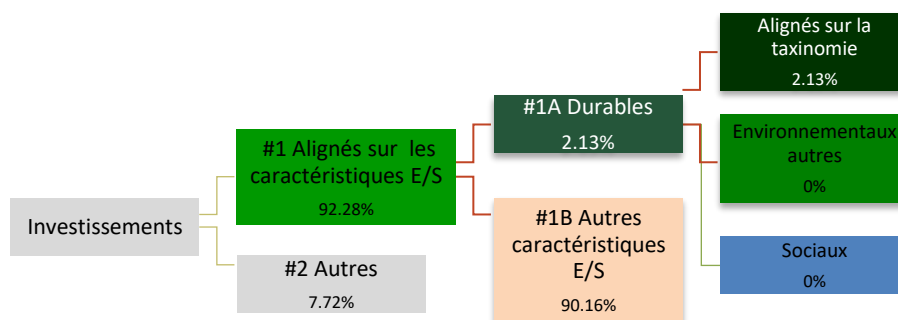 Investissements
#1 Alignés sur les
caractéristiques E/S
92.28%
#2 Autres
7.72%
#1A Durables
2.13%
#1B Autres
caractéristiques
E/S
90.16%
Alignés sur la
taxinomie
2.13%
Environnementaux
autres
0%
Sociaux
0%